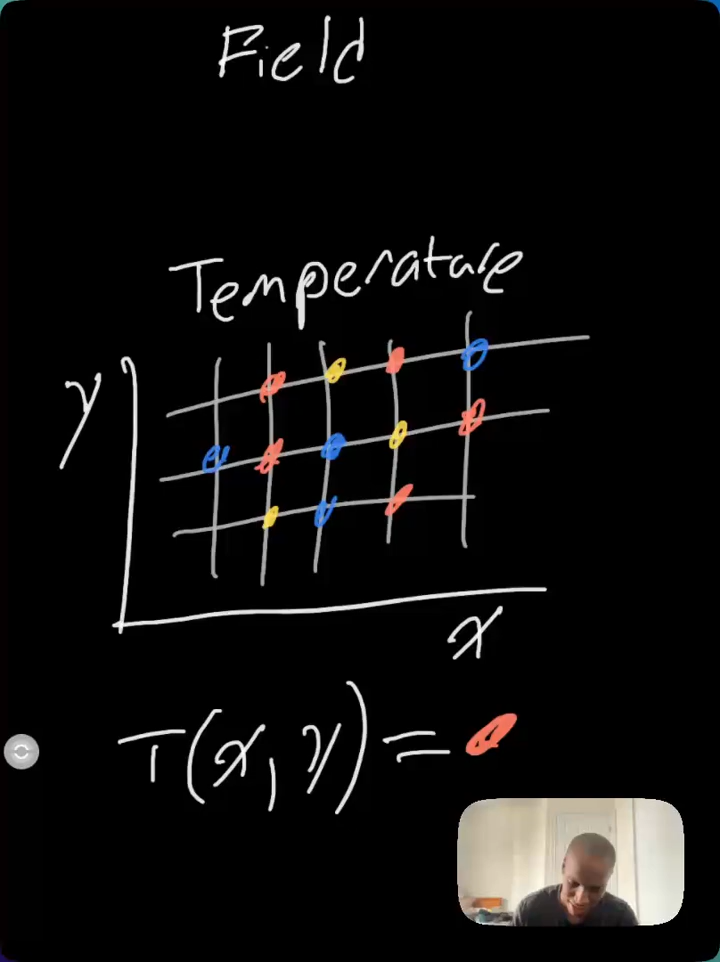 Field
Temperature
y
x
T(x, y) =